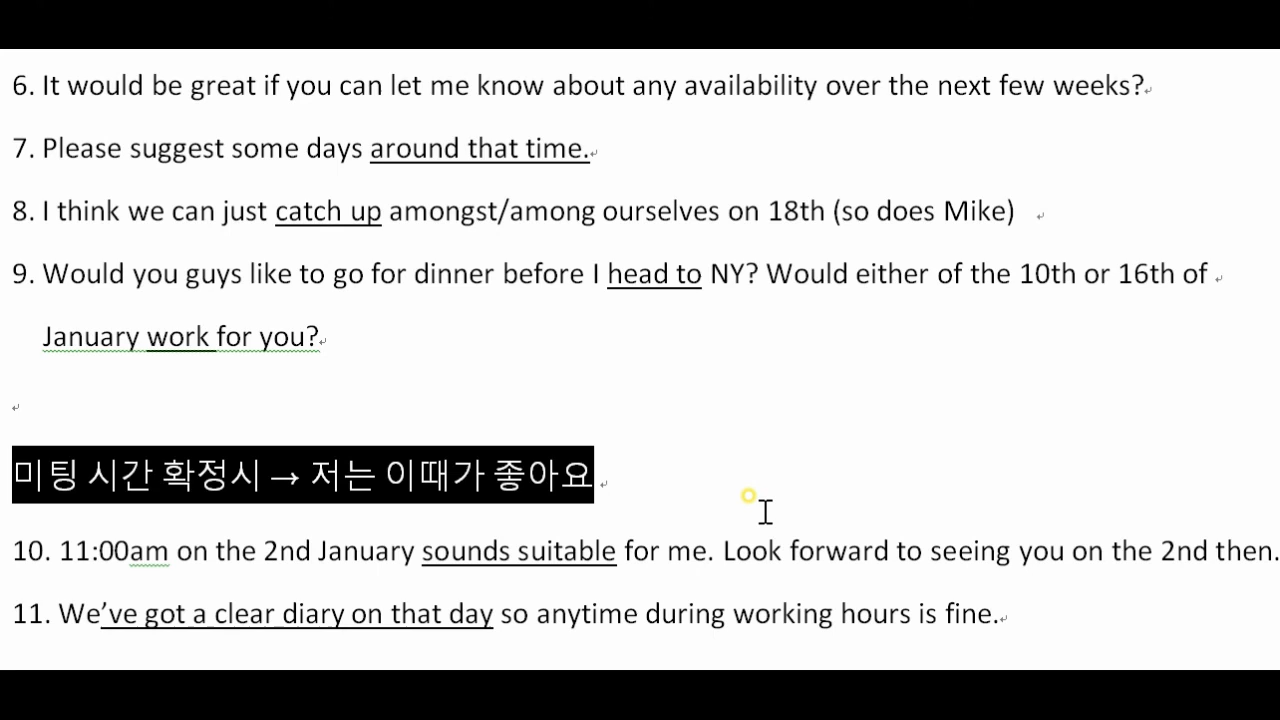 6. It would be great if you can let me know about any availability over the next few weeks?
7. Please suggest some days around that time.
8. I think we can just catch up amongst/among ourselves on 18th (so does Mike)
9. Would you guys like to go for dinner before I head to NY? Would either of the 10th or 16th of
January work for you?
미팅 시간 확정시 → 저는 이때가 좋아요
10. 11:00am on the 2nd January sounds suitable for me. Look forward to seeing you on the 2nd then.
11. We’ve got a clear diary on that day so anytime during working hours is fine.